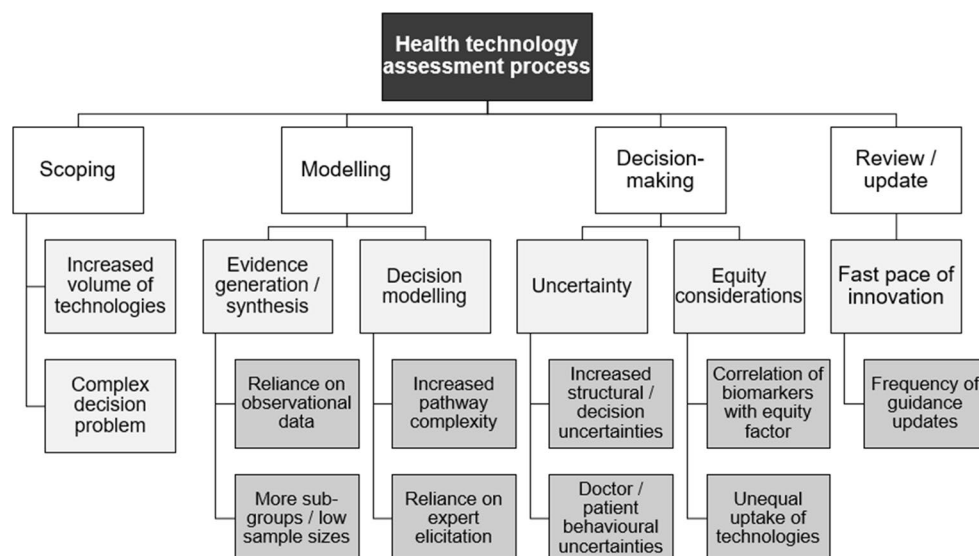 Health technology
assessment process
Scoping
Modelling
Decision-
making
Review /
update
Increased
volume of
technologies
Evidence
generation /
synthesis
Decision
modelling
Uncertainty
Equity
considerations
Fast pace of
innovation
Complex
decision
problem
Reliance on
observational
data
Increased
pathway
complexity
Increased
structural /
decision
uncertainties
Correlation of
biomarkers
with equity
factor
Frequency of
guidance
updates
More sub-
groups / low
sample sizes
Reliance on
expert
elicitation
Doctor /
patient
behavioural
uncertainties
Unequal
uptake of
technologies